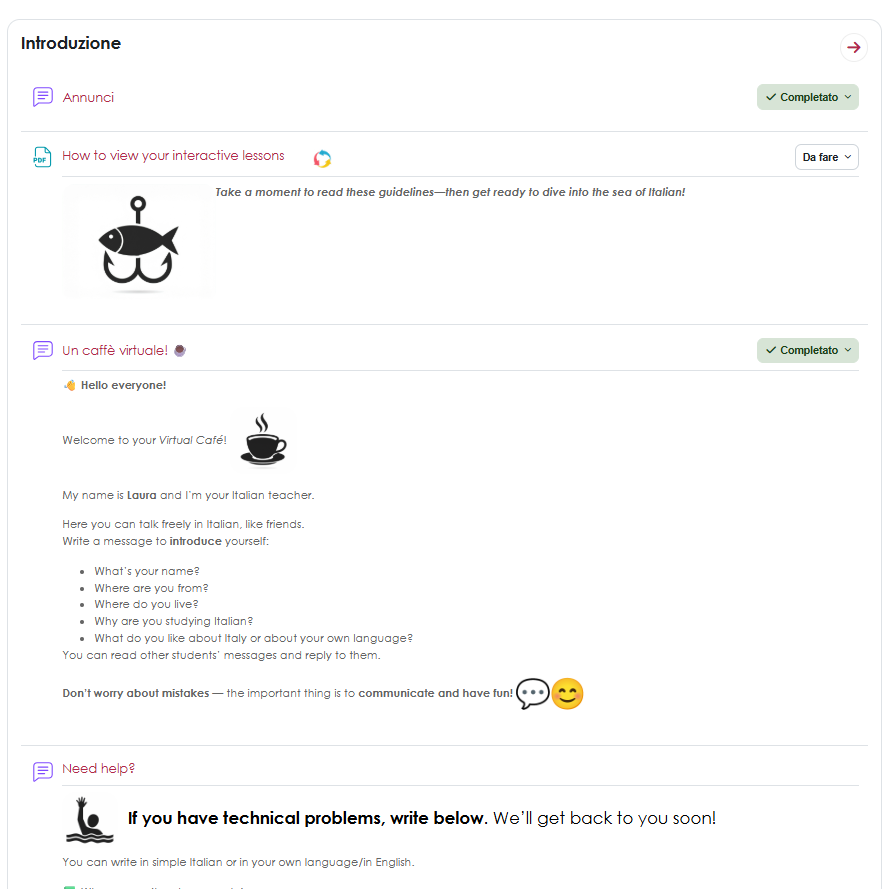 Introduzione
Annunci
Completato
PDF
How to view your interactive lessons
Da fare
Take a moment to read these guidelines—then get ready to dive into the sea of Italian!
Un caffè virtuale!
Completato
Hello everyone!
Welcome to your Virtual Café!
My name is Laura and I'm your Italian teacher.
Here you can talk freely in Italian, like friends.
Write a message to introduce yourself:
What's your name?
Where are you from?
Where do you live?
Why are you studying Italian?
What do you like about Italy or about your own language?
You can read other students' messages and reply to them.
Don't worry about mistakes — the important thing is to communicate and have fun!
Need help?
If you have technical problems, write below. We'll get back to you soon!
You can write in simple Italian or in your own language/in English.